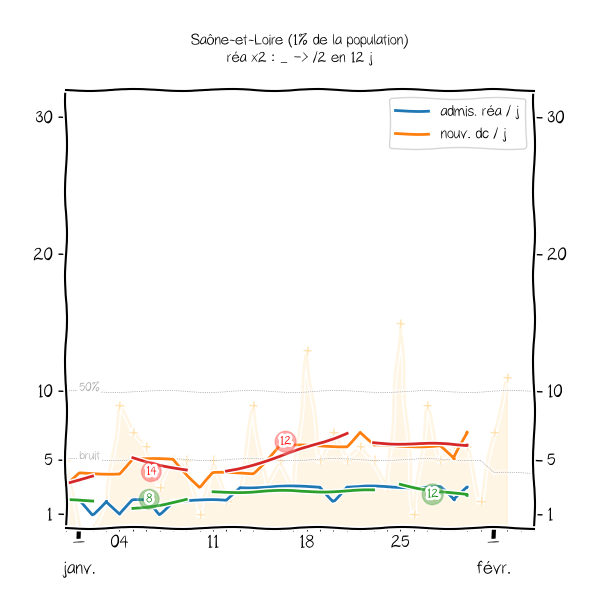 Saône-et-Loire (1% de la population)
réa x2 : _ -> /2 en 12 j
admis. réa / j
nouv. dc / j
30
30
20
20
10
10
50%
5
5
bruit
12
14
8
12
1
1
04
11
18
25
janv.
févr.